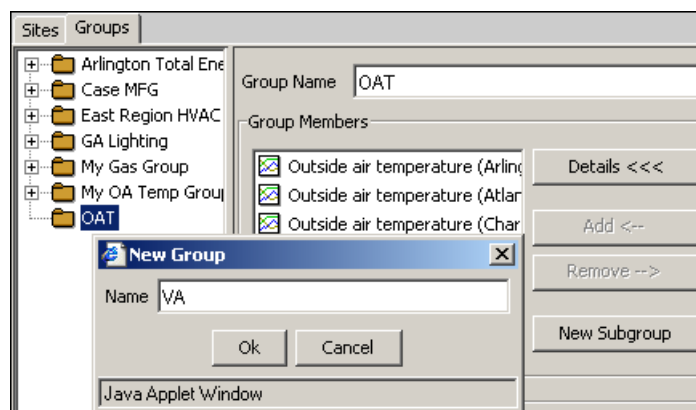 Sites Groups
Arlington Total Ene
Case MFG
East Region HVAC
GA Lighting
My Gas Group
My OA Temp Grou
OAT
Group Name OAT
Group Members
Outside air temperature (Arling
Outside air temperature (Atlan
Outside air temperature (Char
Details <<<
Add <--
Remove -->
New Subgroup
New Group
Name VA
Ok Cancel
Java Applet Window